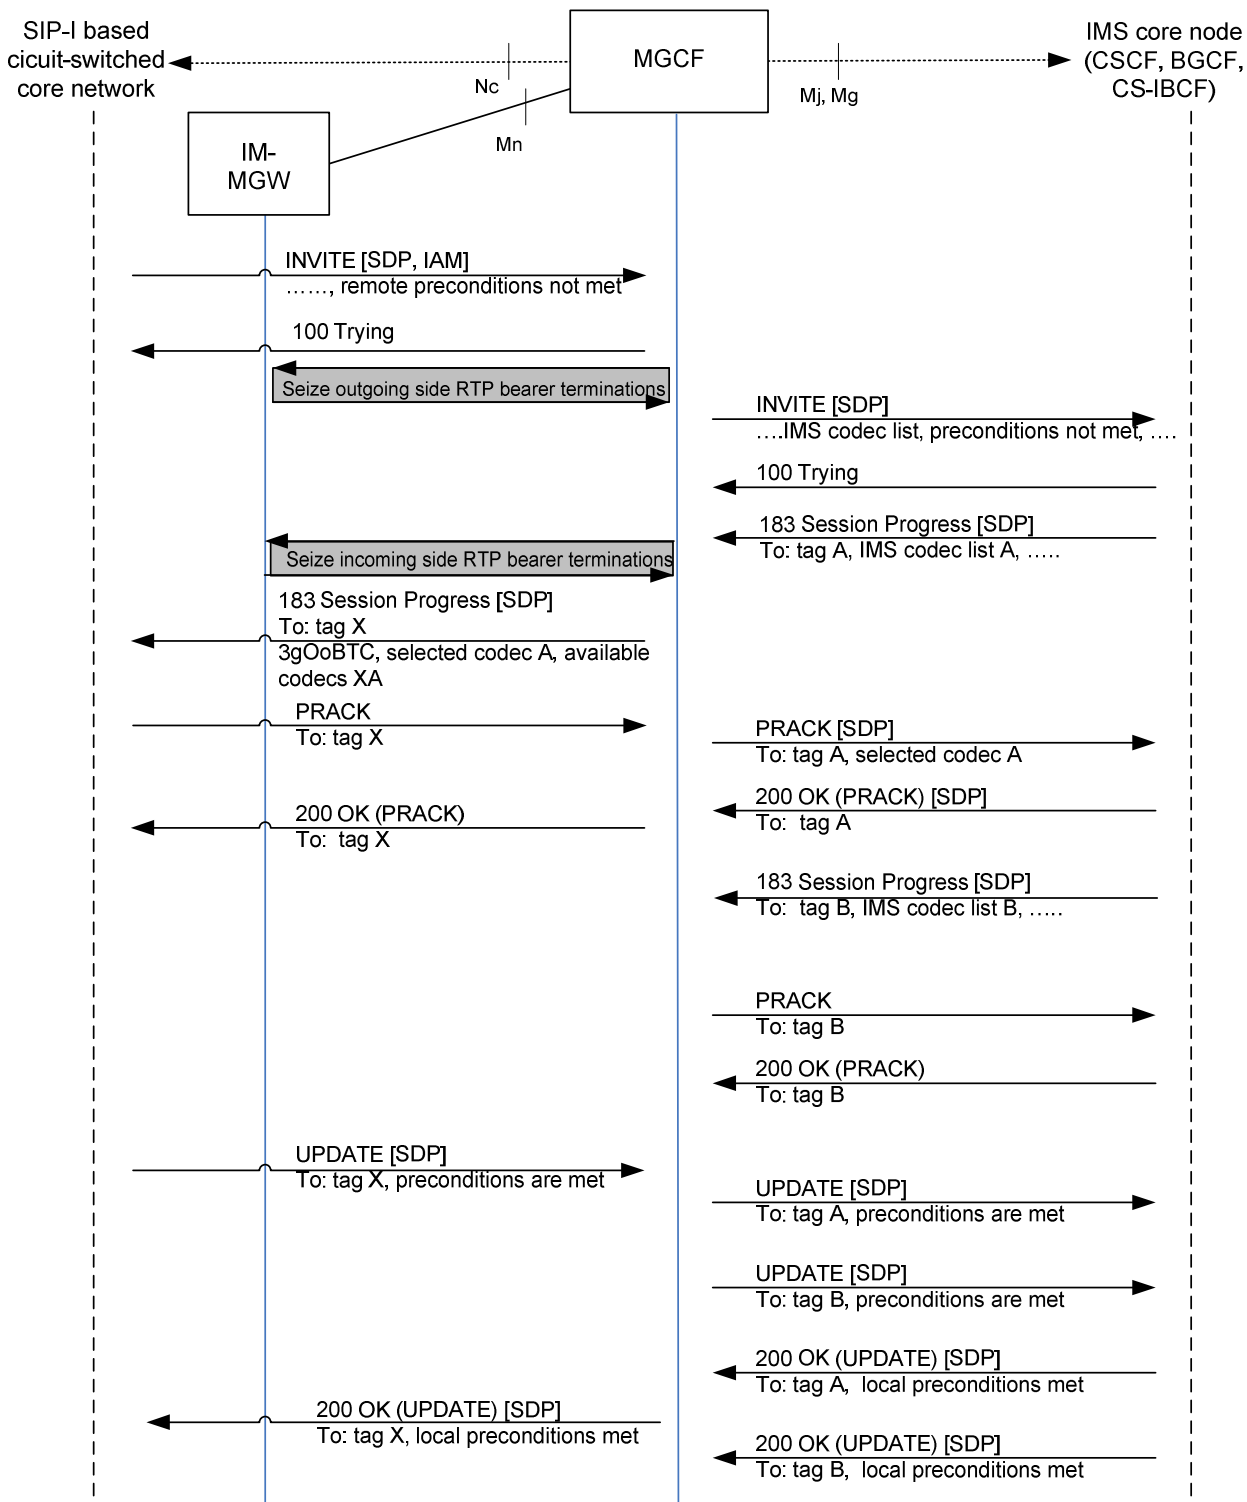 SIP-I based
cicuit-switched
core network
MGCF
IMS core node
(CSCF, BGCF,
CS-IBCF)
Nc
Mj, Mg
Mn
IM-
MGW
INVITE [SDP, IAM]
……, remote preconditions not met
100 Trying
Seize outgoing side RTP bearer terminations
INVITE [SDP]
….IMS codec list, preconditions not met, ….
100 Trying
183 Session Progress [SDP]
To: tag A, IMS codec list A, …..
Seize incoming side RTP bearer terminations
183 Session Progress [SDP]
To: tag X
3gOoBTC, selected codec A, available
codecs XA
PRACK
To: tag X
PRACK [SDP]
To: tag A, selected codec A
200 OK (PRACK) [SDP]
To: tag A
200 OK (PRACK)
To: tag X
183 Session Progress [SDP]
To: tag B, IMS codec list B, …..
PRACK
To: tag B
200 OK (PRACK)
To: tag B
UPDATE [SDP]
To: tag X, preconditions are met
UPDATE [SDP]
To: tag A, preconditions are met
UPDATE [SDP]
To: tag B, preconditions are met
200 OK (UPDATE) [SDP]
To: tag A, local preconditions met
200 OK (UPDATE) [SDP]
To: tag X, local preconditions met
200 OK (UPDATE) [SDP]
To: tag B, local preconditions met